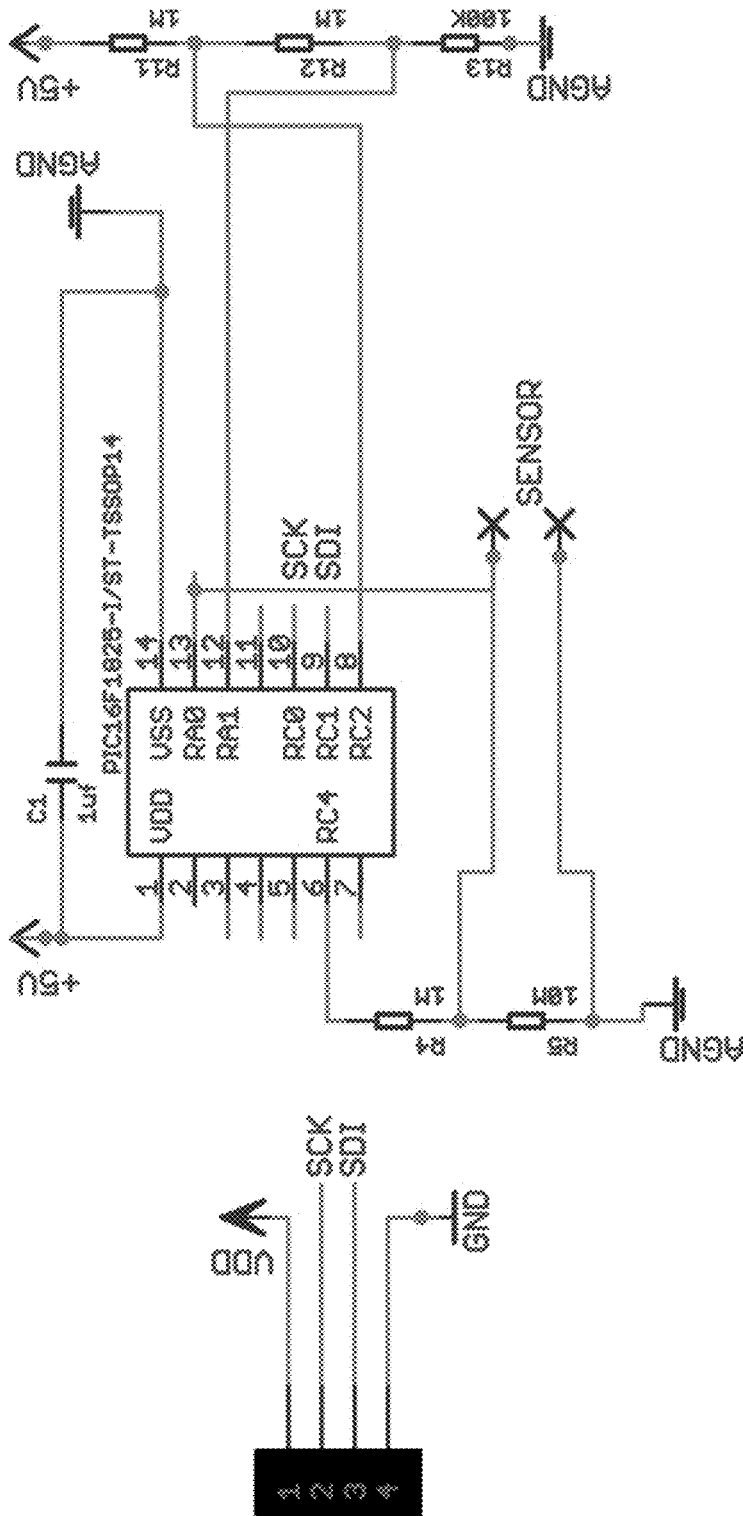 +5V
R11
1M
R12
1M
R13
100K
AGND
AGND
C1
1uf
PIC16F1825-I/ST-TSSOP14
+5V
1
2
3
4
5
6
7
VDD
RC4
VSS
RA0
RA1
RC0
RC1
RC2
14
13
12
11
10
9
8
SCK
SDI
SENSOR
R4
1M
R5
10M
AGND
VDD
SCK
SDI
GND
1
2
3
4